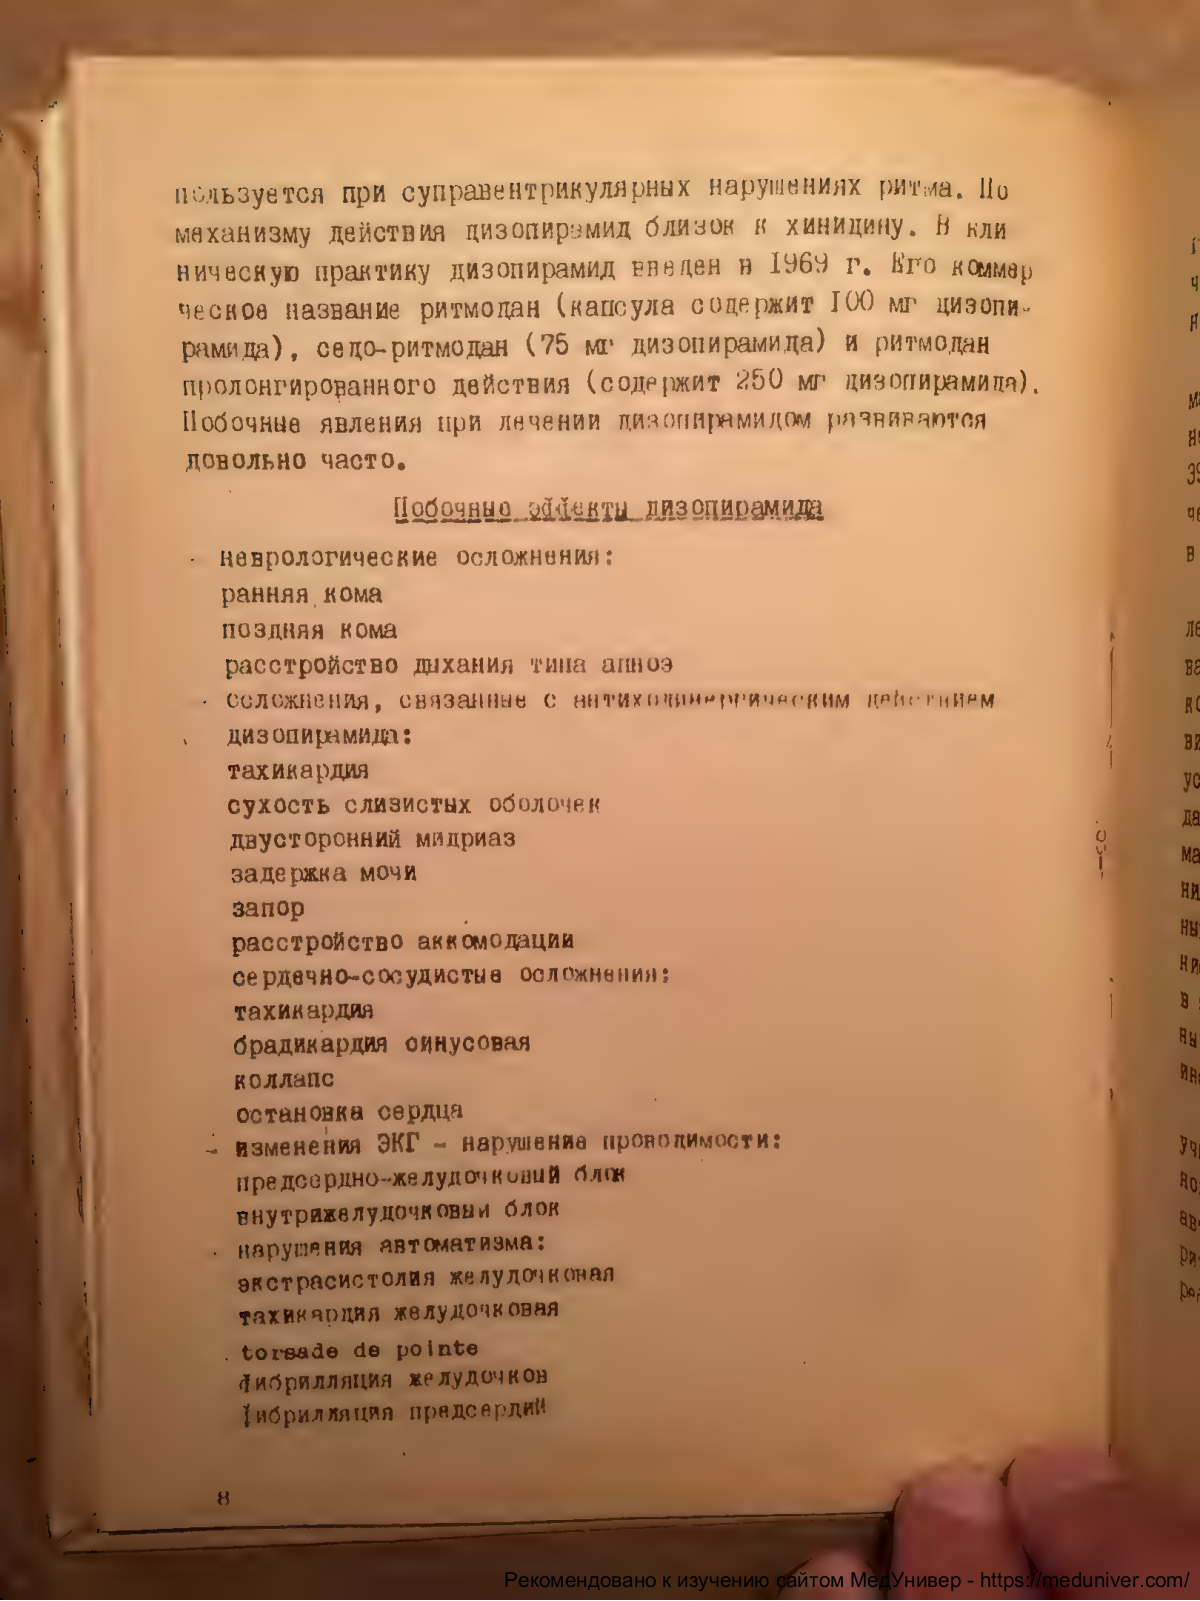 пользуется при суправентрикулярных нарушениях ритма. По
механизму действия дизопирамид близок к хинидину. В кли
ническую практику дизопирамид введен в 1969 г. Его коммер
ческое название ритмодан (капсула содержит 100 мг дизопи-
рамида), седо-ритмодан (75 мг дизопирамида) и ритмодан
пролонгированного действия (содержит 250 мг дизопирамида).
Побочные явления при лечении дизопирамидом развиваются
довольно часто.
Побочные эффекты дизопирамида
- неврологические осложнения:
ранняя кома
поздняя кома
расстройство дыхания типа апноэ
- осложнения, связанные с антихолинергическим действием
дизопирамида:
тахикардия
сухость слизистых оболочек
двусторонний мидриаз
задержка мочи
запор
расстройство аккомодации
сердечно-сосудистые осложнения:
тахикардия
брадикардия синусовая
коллапс
остановка сердца
- изменения ЭКГ - нарушение проводимости:
предсердно-желудочковый блок
внутрижелудочковый блок
- нарушения автоматизма:
экстрасистолия желудочковая
тахикардия желудочковая
torsade de pointe
фибрилляция желудочков
фибрилляция предсердий
8
Рекомендовано к изучению сайтом МедУнивер - https://meduniver.com/